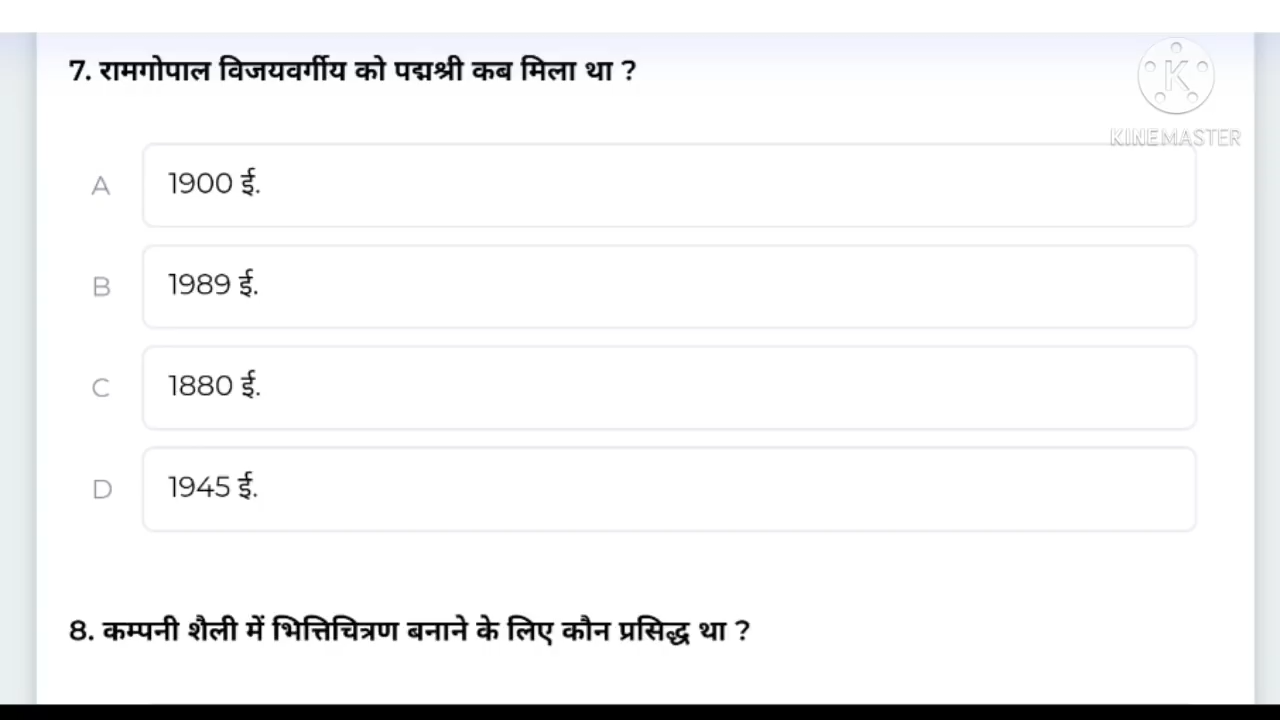 7. रामगोपाल विजयवर्गीय को पद्मश्री कब मिला था ?
KINEMASTER
A 1900 ई.
B 1989 ई.
C 1880 ई.
D 1945 ई.
8. कम्पनी शैली में भित्तिचित्रण बनाने के लिए कौन प्रसिद्ध था ?